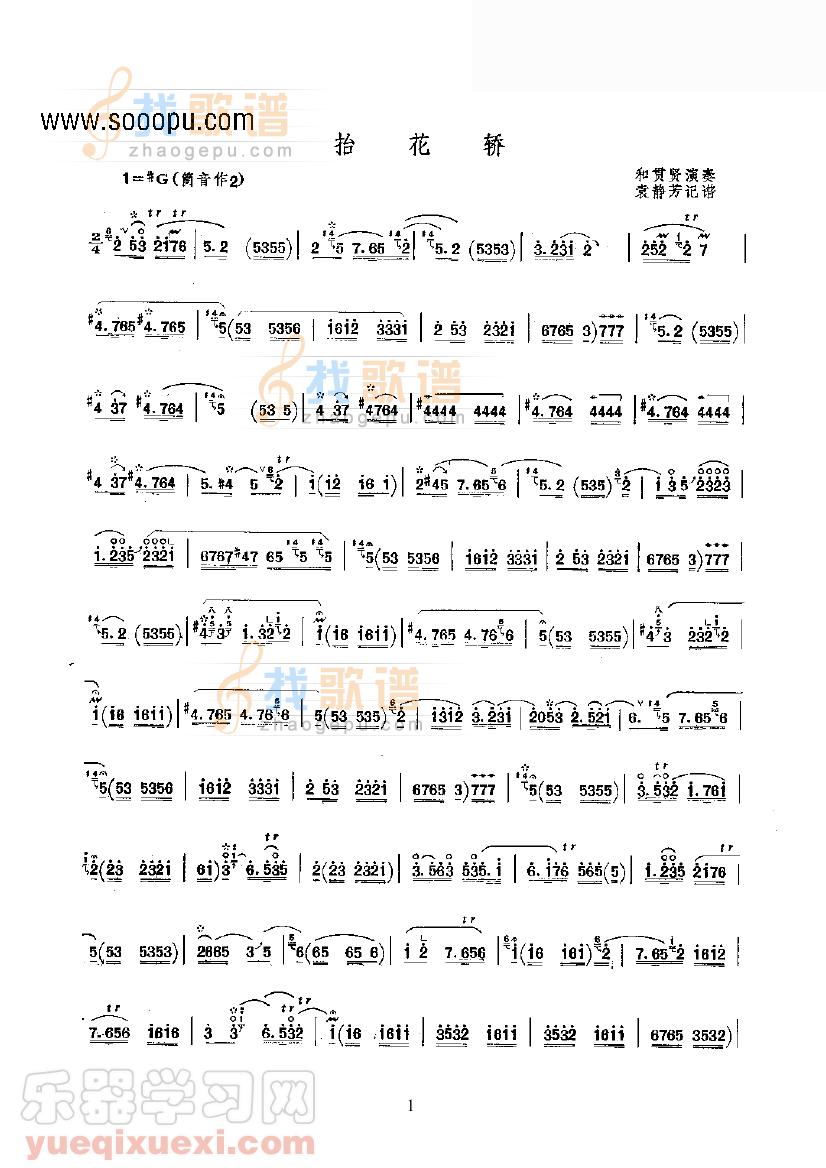 找歌谱
www.sooopu.com
zhaogepu.com
抬 花 轿
1=#G(筒音作2)
和贯贤演奏
袁静芳记谱
2/4 2 53 2176 | 5.2 (5355) | 2 5 7.65 2 | 5.2 (5353) | 3.231 2 | 252 2 7 |
#4.765 #4.765 | 5(53 5356 | 1612 3331 | 2 53 2321 | 6765 3)777 | 5.2 (5355) |
找歌谱
#4 37 #4.764 | 5 (53 5) | 4 37 #4764 | #4444 4444 | #4.764 4444 | #4.764 4444 |
zhaogepu.com
#4 37 #4.764 | 5. #4 5 2 | 1(12 16 1) | 2#45 7.65 6 | 5.2 (535) 2 | 1 3 5 2323 |
1.235 2321 | 6767 #47 65 5 5 | 5(53 5356 | 1612 3331 | 2 53 2321 | 6765 3)777 |
5.2 (5355) | #4 3 1.32 2 | 1(16 1611) | #4.765 4.76 6 | 5(53 5355) | #4 3 232 2 |
找歌谱
1(16 1611) | #4.765 4.76 6 | 5(53 535) 2 | 1312 3.231 | 2053 2.521 | 6. 5 7.65 6 |
zhaogepu.com
5(53 5356 | 1612 3331 | 2 53 2321 | 6765 3)777 | 5(53 5355) | 3.532 1.761 |
2(23 2321 | 61) 3 6.535 | 2(23 2321) | 3.563 535.1 | 6.176 565(5) | 1.235 2176 |
5(53 5353) | 2665 3 5 | 6(65 65 6) | 1 2 7.656 | 1(16 161) 2 | 7.65 2 1612 |
7.656 1616 | 3 3 6.532 | 1(16 1611 | 3532 1611 | 3532 1611 | 6765 3532) |
乐器学习网
yueqixuexi.com
1